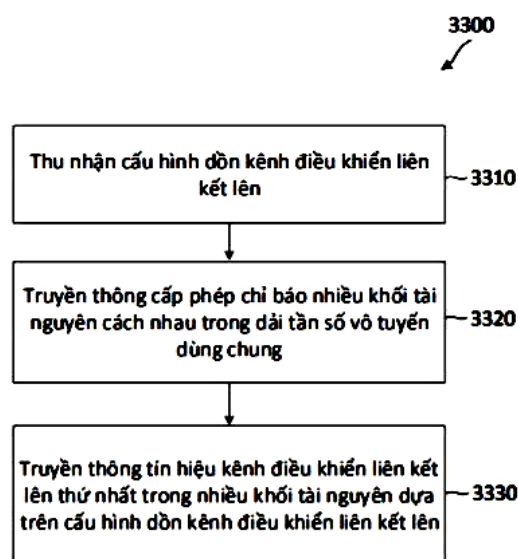 3300
Thu nhận cấu hình dồn kênh điều khiển liên
kết lên
3310
Truyền thông cấp phép chỉ báo nhiều khối tài
nguyên cách nhau trong dải tần số vô tuyến
dùng chung
3320
Truyền thông tín hiệu kênh điều khiển liên kết
lên thứ nhất trong nhiều khối tài nguyên dựa
trên cấu hình dồn kênh điều khiển liên kết lên
3330